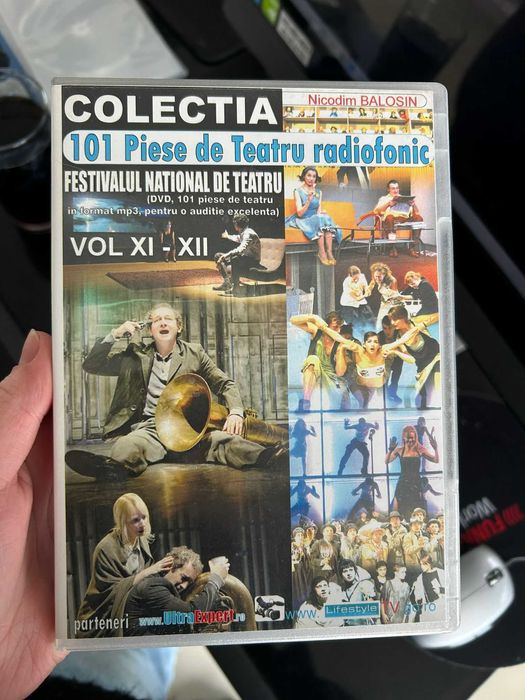 COLECTIA
Nicodim BALOSIN
101 Piese de Teatru radiofonic
FESTIVALUL NATIONAL DE TEATRU
(DVD, 101 piese de teatru
in format mp3, pentru o auditie excelenta)
VOL XI - XII
parteneri www.UltraExpert.ro www. Lifestyle TV.go.ro